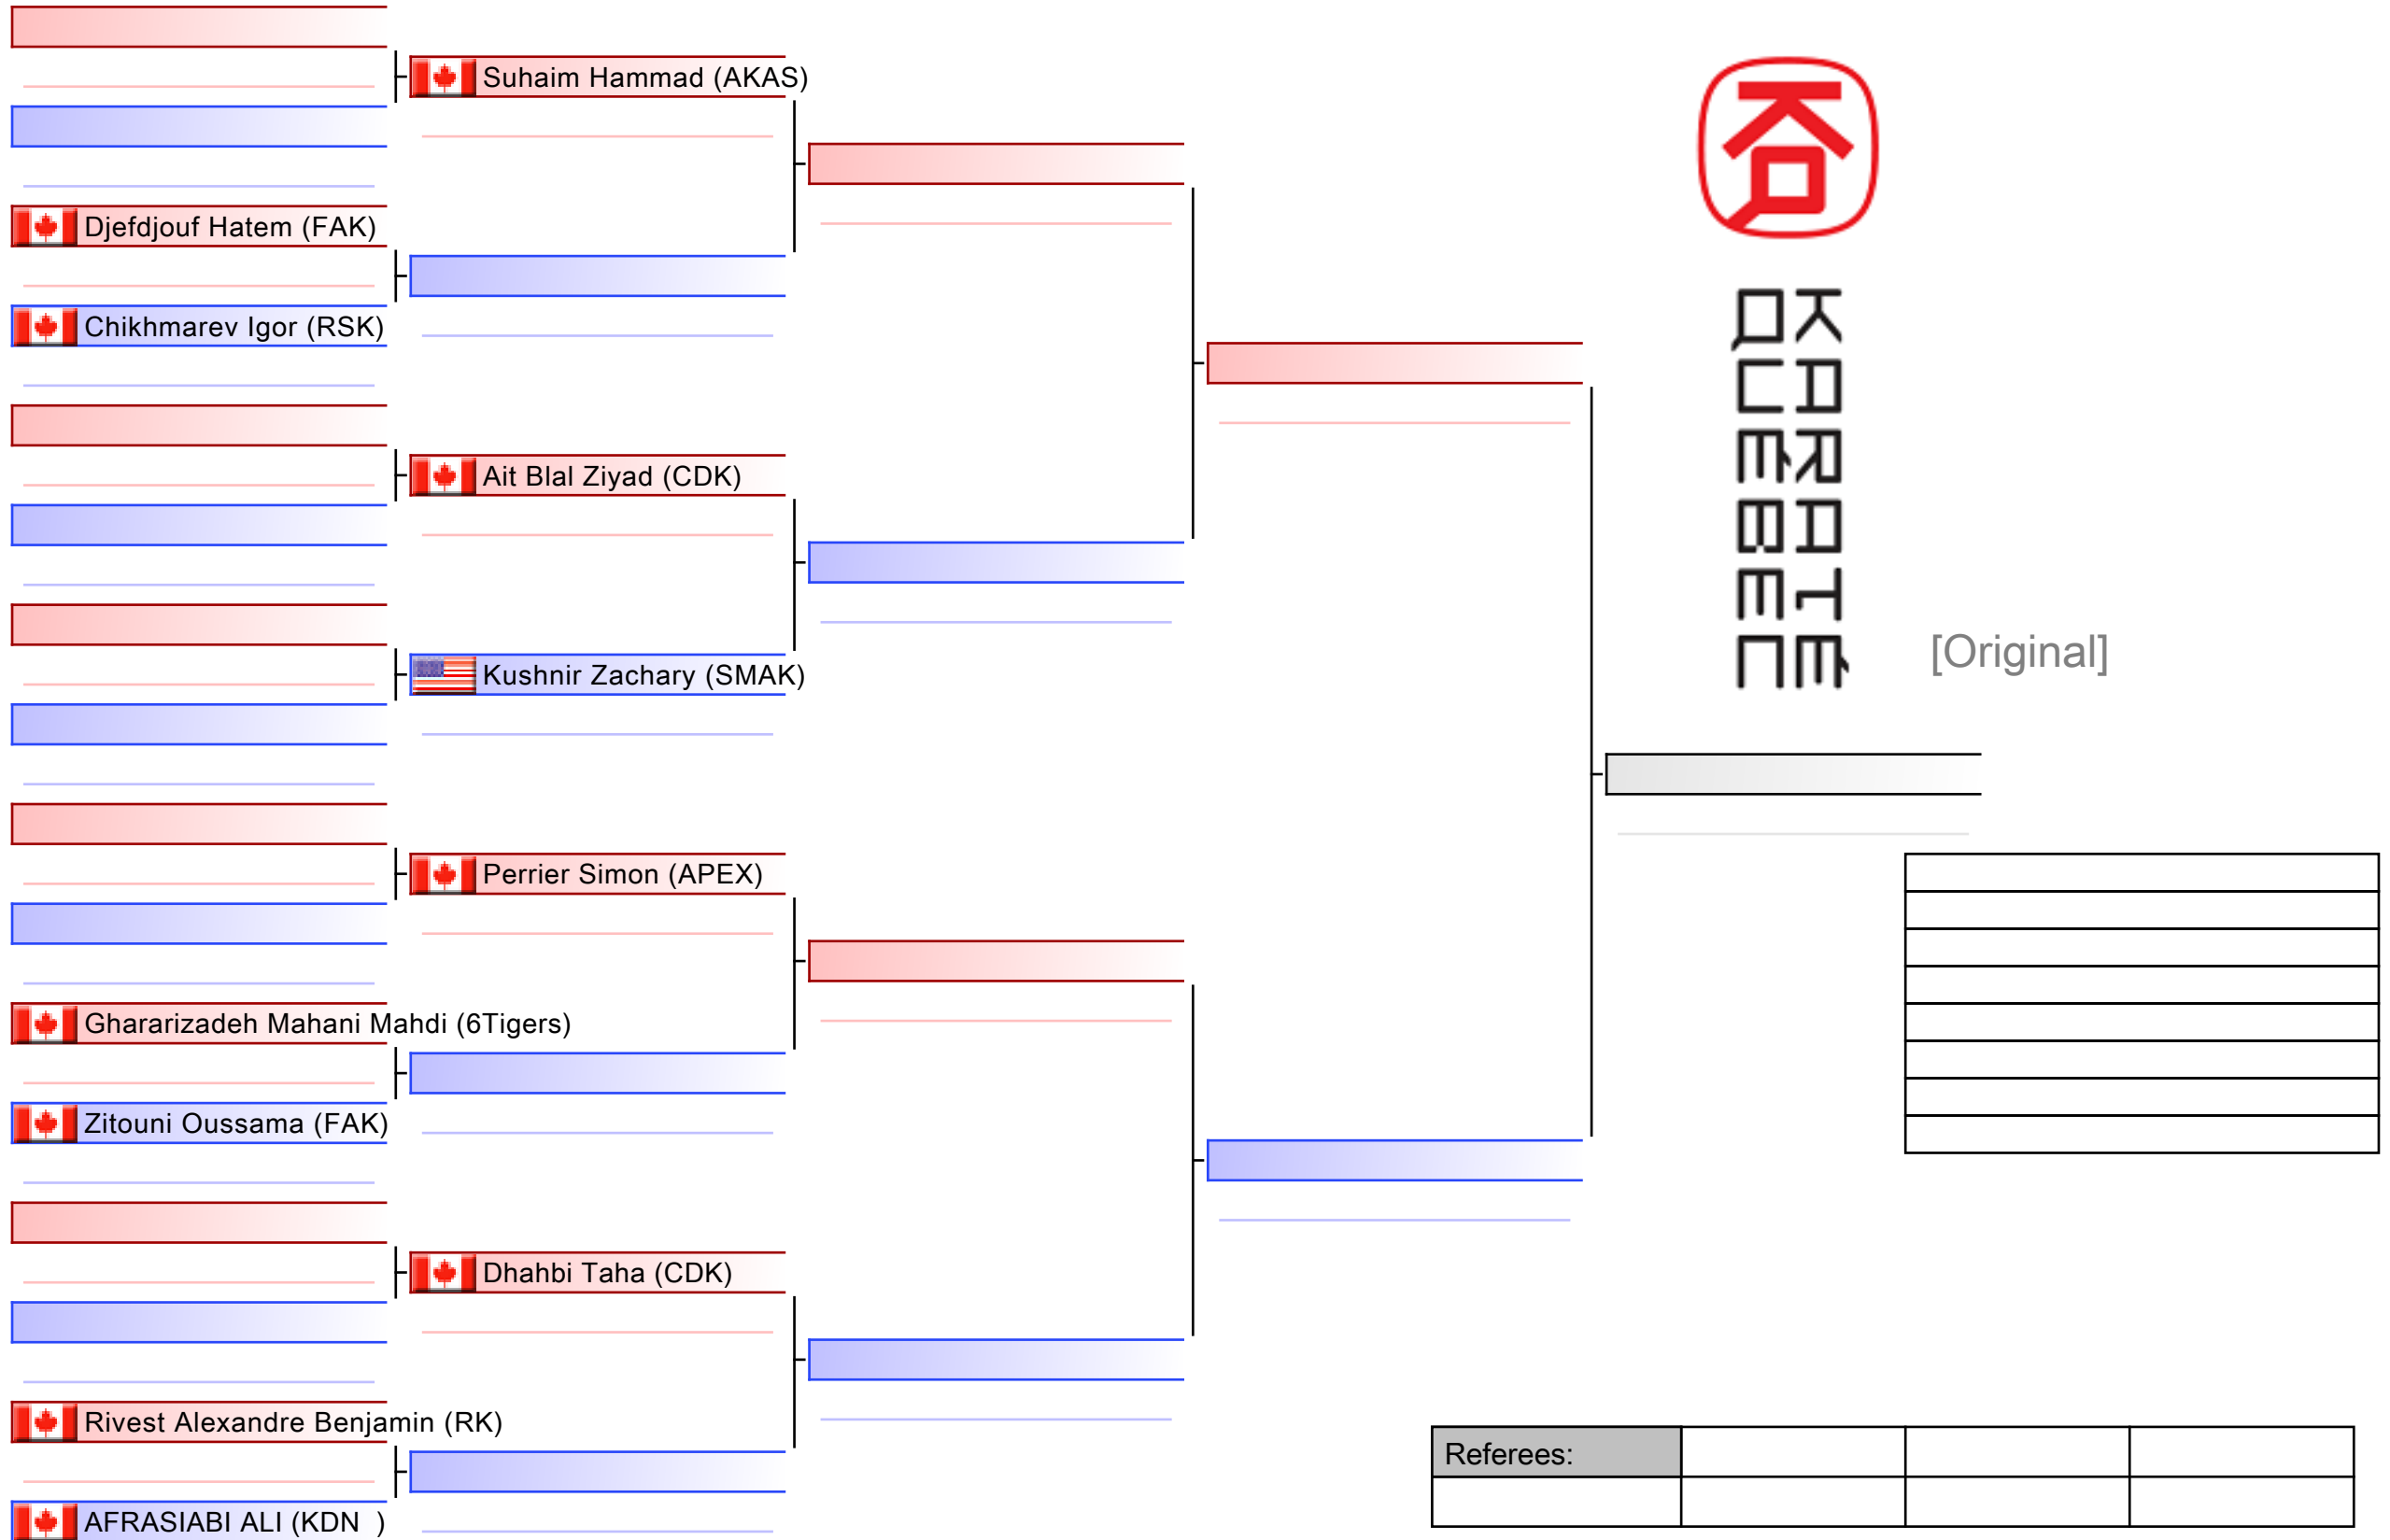 Suhaim Hammad (AKAS)
Djefdjouf Hatem (FAK)
Chikhmarev Igor (RSK)
Ait Blal Ziyad (CDK)
Kushnir Zachary (SMAK)
Perrier Simon (APEX)
Ghararizadeh Mahani Mahdi (6Tigers)
Zitouni Oussama (FAK)
Dhahbi Taha (CDK)
Rivest Alexandre Benjamin (RK)
AFRASIABI ALI (KDN )
KARATÉ
QUÉBEC
[Original]
Referees: